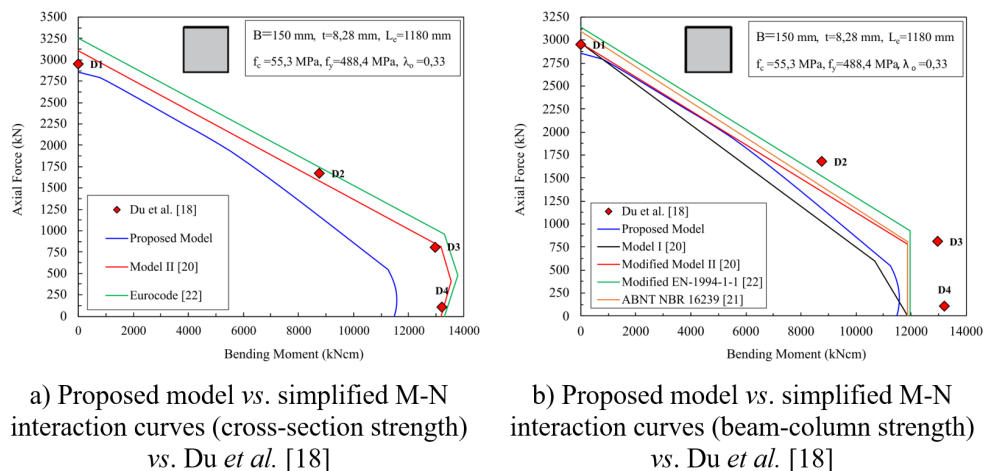 3500
3250
3000
2750
2500
2250
2000
1750
1500
1250
1000
750
500
250
0
Axial Force (kN)
0 2000 4000 6000 8000 10000 12000 14000
Bending Moment (kNcm)
B=150 mm, t=8,28 mm, Le=1180 mm
fc =55,3 MPa, fy=488,4 MPa, λo =0,33
D1
D2
D3
D4
Du et al. [18]
Proposed Model
Model II [20]
Eurocode [22]
a) Proposed model vs. simplified M-N
interaction curves (cross-section strength)
vs. Du et al. [18]
3250
3000
2750
2500
2250
2000
1750
1500
1250
1000
750
500
250
0
Axial Force (kN)
0 2000 4000 6000 8000 10000 12000 14000
Bending Moment (kNcm)
B=150 mm, t=8,28 mm, Le=1180 mm
fc =55,3 MPa, fy=488,4 MPa, λ o =0,33
D1
D2
D3
D4
Du et al. [18]
Proposed Model
Model I [20]
Modified Model II [20]
Modified EN-1994-1-1 [22]
ABNT NBR 16239 [21]
b) Proposed model vs. simplified M-N
interaction curves (beam-column strength)
vs. Du et al. [18]